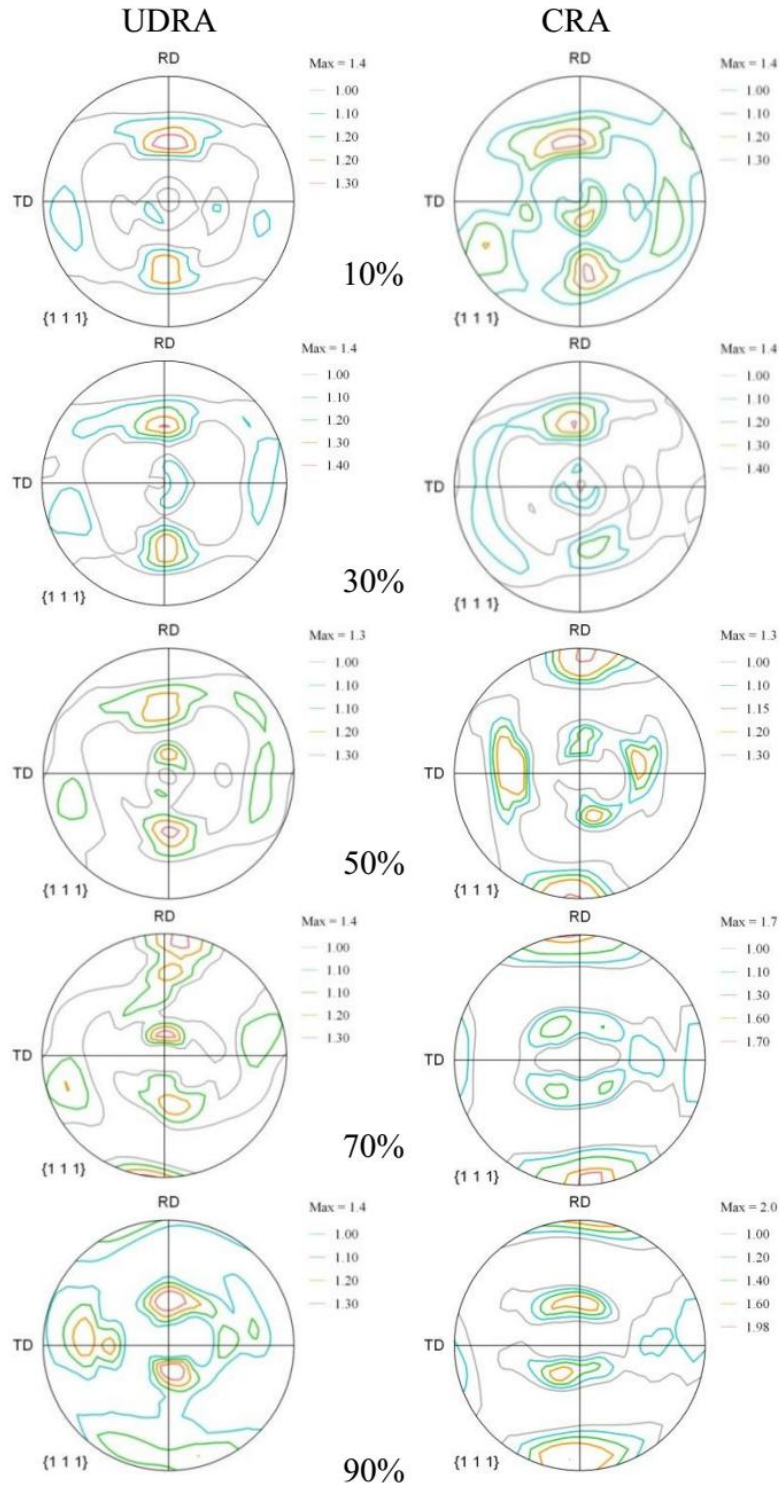 UDRA
CRA
RD
Max = 1.4
1.00
1.10
1.20
1.20
1.30
TD
{1 1 1}
RD
Max = 1.4
1.00
1.10
1.20
1.30
TD
{1 1 1}
10%
RD
Max = 1.4
1.00
1.10
1.20
1.30
1.40
TD
{1 1 1}
RD
Max = 1.4
1.00
1.10
1.20
1.30
1.40
TD
{1 1 1}
30%
RD
Max = 1.3
1.00
1.10
1.10
1.20
1.30
TD
{1 1 1}
RD
Max = 1.3
1.00
1.10
1.15
1.20
1.30
TD
{1 1 1}
50%
RD
Max = 1.4
1.00
1.10
1.10
1.20
1.30
TD
{1 1 1}
RD
Max = 1.7
1.00
1.10
1.30
1.60
1.70
TD
{1 1 1}
70%
RD
Max = 1.4
1.00
1.10
1.20
1.30
TD
{1 1 1}
RD
Max = 2.0
1.00
1.20
1.40
1.60
1.98
TD
{1 1 1}
90%